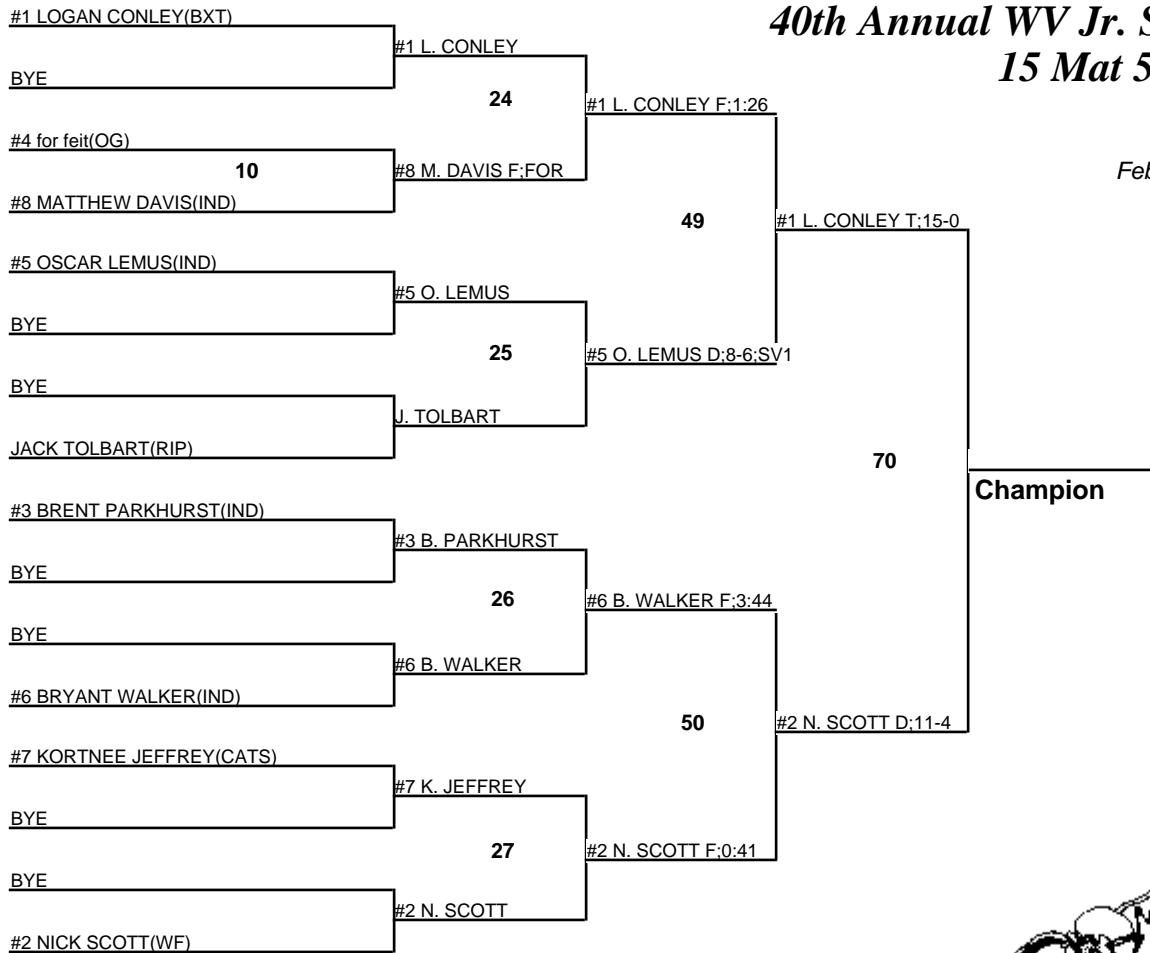 40th Annual WV Jr. S
15 Mat 5
Feb
#1 LOGAN CONLEY(BXT)
BYE
#4 for feit(OG)
10
#8 MATTHEW DAVIS(IND)
#5 OSCAR LEMUS(IND)
BYE
BYE
JACK TOLBART(RIP)
#3 BRENT PARKHURST(IND)
BYE
BYE
#6 BRYANT WALKER(IND)
#7 KORTNEE JEFFREY(CATS)
BYE
BYE
#2 NICK SCOTT(WF)
#1 L. CONLEY
24
#8 M. DAVIS F;FOR
#5 O. LEMUS
25
J. TOLBART
#3 B. PARKHURST
26
#6 B. WALKER
#7 K. JEFFREY
27
#2 N. SCOTT
#1 L. CONLEY F;1:26
49
#5 O. LEMUS D;8-6;SV1
#6 B. WALKER F;3:44
50
#2 N. SCOTT F;0:41
#1 L. CONLEY T;15-0
70
#2 N. SCOTT D;11-4
Champion